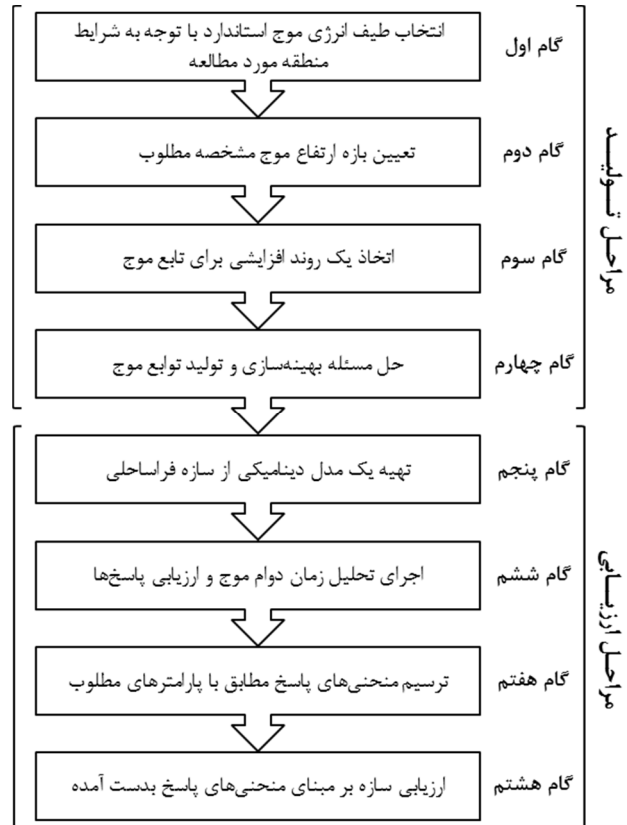 گام اول
انتخاب طیف انرژی موج استاندارد با توجه به شرایط
منطقه مورد مطالعه
گام دوم
تعیین بازه ارتفاع موج مشخصه مطلوب
گام سوم
اتخاذ یک روند افزایشی برای تابع موج
گام چهارم
حل مسئله بهینه‌سازی و تولید توابع موج
مراحل تولید
گام پنجم
تهیه یک مدل دینامیکی از سازه فراساحلی
گام ششم
اجرای تحلیل زمان دوام موج و ارزیابی پاسخ‌ها
گام هفتم
ترسیم منحنی‌های پاسخ مطابق با پارامترهای مطلوب
گام هشتم
ارزیابی سازه بر مبنای منحنی‌های پاسخ بدست آمده
مراحل ارزیابی